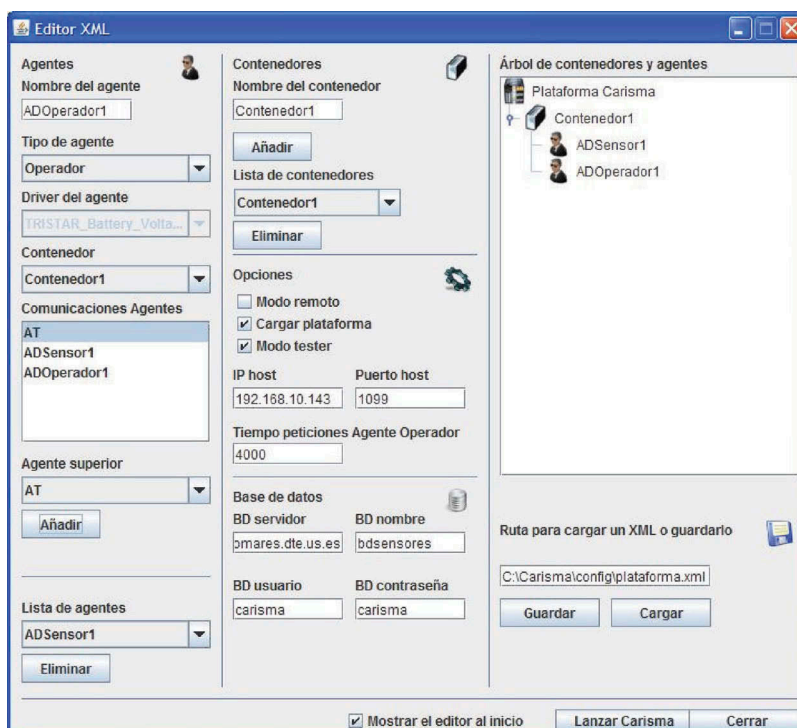 Editor XML
Agentes
Nombre del agente
ADOperador1
Tipo de agente
Operador
Driver del agente
TRISTAR_Battery_Volta...
Contenedor
Contenedor1
Comunicaciones Agentes
AT
ADSensor1
ADOperador1
Agente superior
AT
Añadir
Lista de agentes
ADSensor1
Eliminar
Contenedores
Nombre del contenedor
Contenedor1
Añadir
Lista de contenedores
Contenedor1
Eliminar
Opciones
Modo remoto
Cargar plataforma
Modo tester
IP host Puerto host
192.168.10.143 1099
Tiempo peticiones Agente Operador
4000
Base de datos
BD servidor BD nombre
omares.dte.us.es bdsensores
BD usuario BD contraseña
carisma carisma
Árbol de contenedores y agentes
Plataforma Carisma
Contenedor1
ADSensor1
ADOperador1
Ruta para cargar un XML o guardarlo
C:\Carisma\config\plataforma.xml
Guardar Cargar
Mostrar el editor al inicio Lanzar Carisma Cerrar